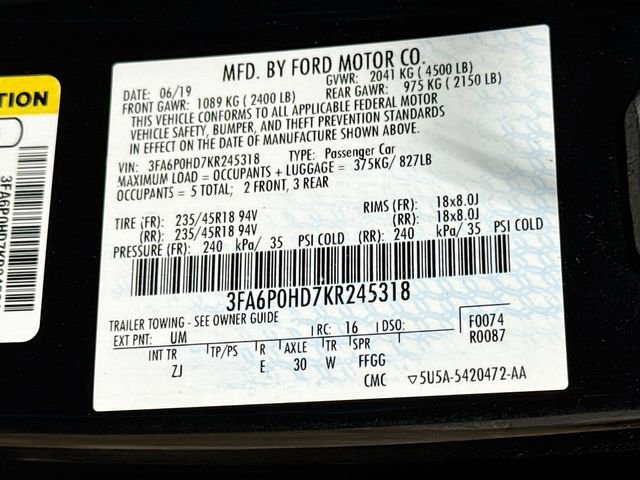 MFD. BY FORD MOTOR CO.
DATE: 06/19 GVWR: 2041 KG ( 4500 LB)
FRONT GAWR: 1089 KG ( 2400 LB) REAR GAWR: 975 KG ( 2150 LB)
THIS VEHICLE CONFORMS TO ALL APPLICABLE FEDERAL MOTOR
VEHICLE SAFETY, BUMPER, AND THEFT PREVENTION STANDARDS
IN EFFECT ON THE DATE OF MANUFACTURE SHOWN ABOVE.
VIN: 3FA6P0HD7KR245318 TYPE: Passenger Car
MAXIMUM LOAD = OCCUPANTS + LUGGAGE = 375KG/ 827LB
OCCUPANTS = 5 TOTAL; 2 FRONT, 3 REAR
TIRE (FR): 235/45R18 94V RIMS (FR): 18x8.0J
(RR): 235/45R18 94V (RR): 18x8.0J
PRESSURE (FR): 240 kPa/ 35 PSI COLD (RR): 240 kPa/ 35 PSI COLD
3FA6P0HD7KR245318
TRAILER TOWING - SEE OWNER GUIDE
EXT PNT: UM RC: 16 DSO: F0074
R0087
INT TR TP/PS R AXLE TR SPR
ZJ E 30 W FFGG
CMC ▽5U5A-5420472-AA
TION